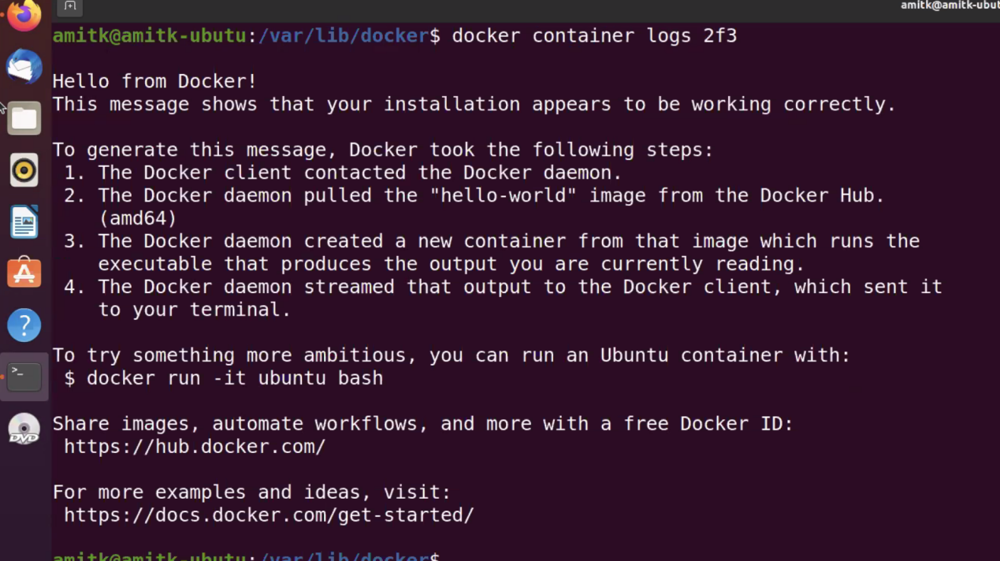 amitk@amitk-ubut
amitk@amitk-ubutu:/var/lib/docker$ docker container logs 2f3
Hello from Docker!
This message shows that your installation appears to be working correctly.
To generate this message, Docker took the following steps:
1. The Docker client contacted the Docker daemon.
2. The Docker daemon pulled the "hello-world" image from the Docker Hub.
(amd64)
3. The Docker daemon created a new container from that image which runs the
executable that produces the output you are currently reading.
4. The Docker daemon streamed that output to the Docker client, which sent it
to your terminal.
To try something more ambitious, you can run an Ubuntu container with:
$ docker run -it ubuntu bash
Share images, automate workflows, and more with a free Docker ID:
https://hub.docker.com/
For more examples and ideas, visit:
https://docs.docker.com/get-started/
amitk@amitk-ubutu:/var/lib/docker$
>_
DVD